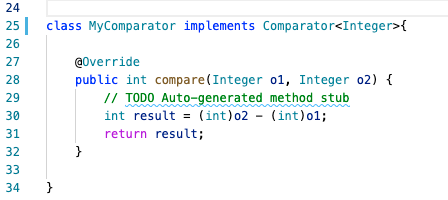 24
25 class MyComparator implements Comparator<Integer>{
26
27     @Override
28     public int compare(Integer o1, Integer o2) {
29         // TODO Auto-generated method stub
30         int result = (int)o2 - (int)o1;
31         return result;
32     }
33
34 }